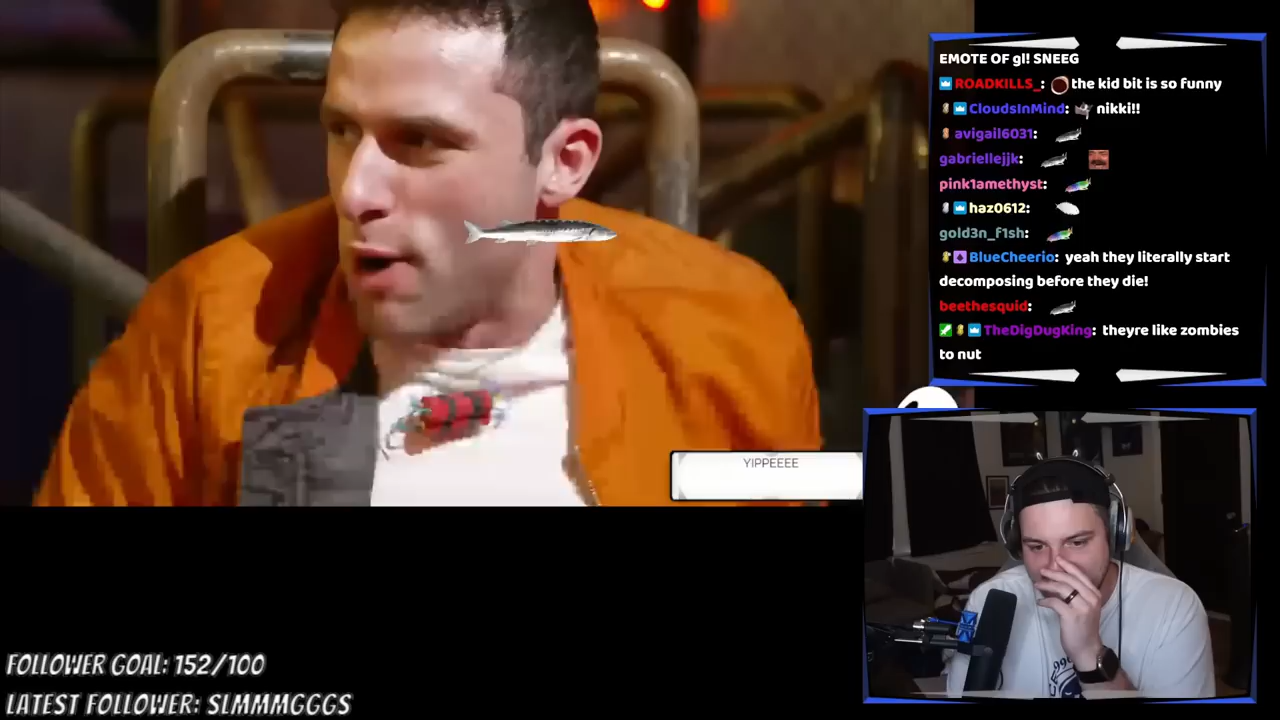 EMOTE OF gl! SNEEG
ROADKILLS_: the kid bit is so funny
CloudsInMind: nikki!!
avigail6031:
gabriellejjk:
pink1amethyst:
haz0612:
gold3n_f1sh:
BlueCheerio: yeah they literally start
decomposing before they die!
beethesquid:
TheDigDugKing: theyre like zombies
to nut
YIPPEEEE
FOLLOWER GOAL: 152/100
LATEST FOLLOWER: SLMMMGGGS